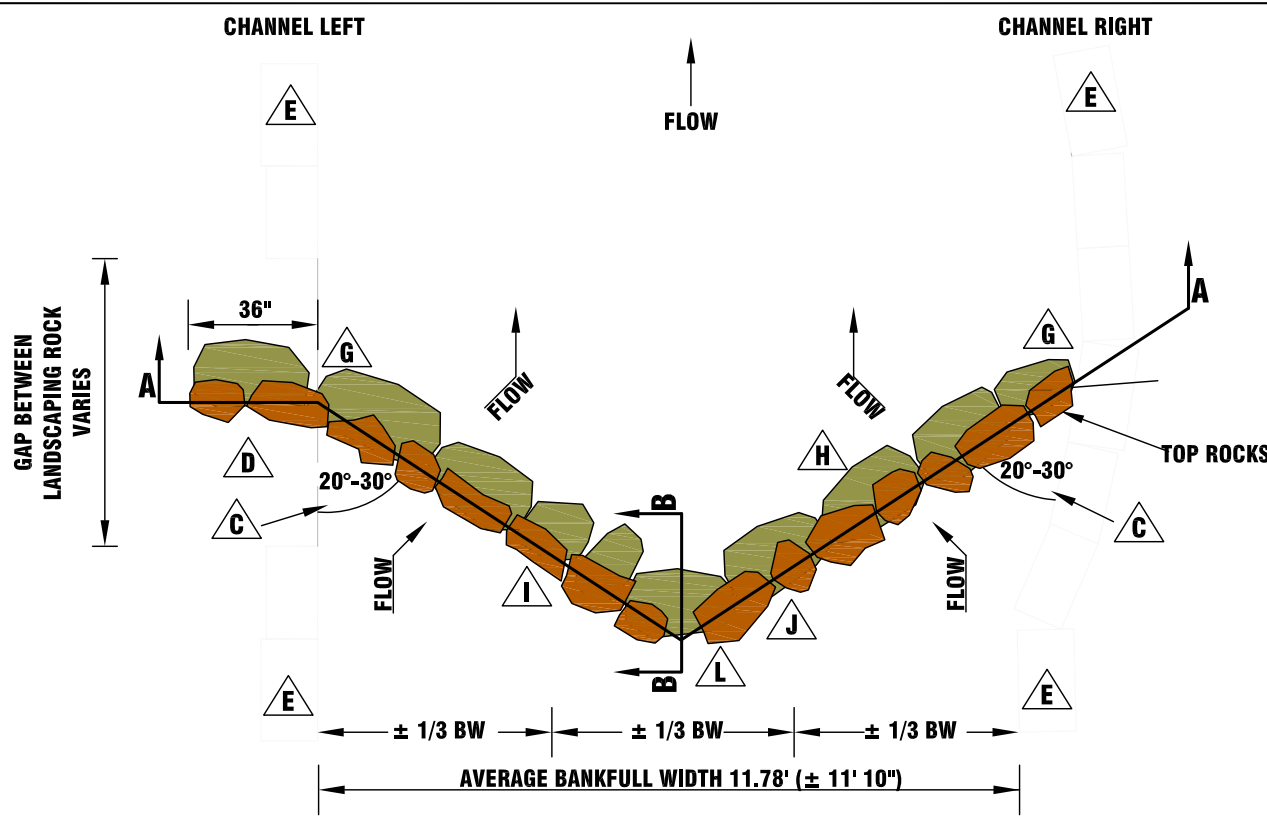 CHANNEL LEFT
CHANNEL RIGHT
E
E
FLOW
GAP BETWEEN
LANDSCAPING ROCK
VARIES
36"
A
A
G
G
FLOW
FLOW
D
H
TOP ROCKS
20°-30°
20°-30°
C
C
B
FLOW
FLOW
I
J
L
B
E
E
± 1/3 BW
± 1/3 BW
± 1/3 BW
AVERAGE BANKFULL WIDTH 11.78' (± 11' 10")